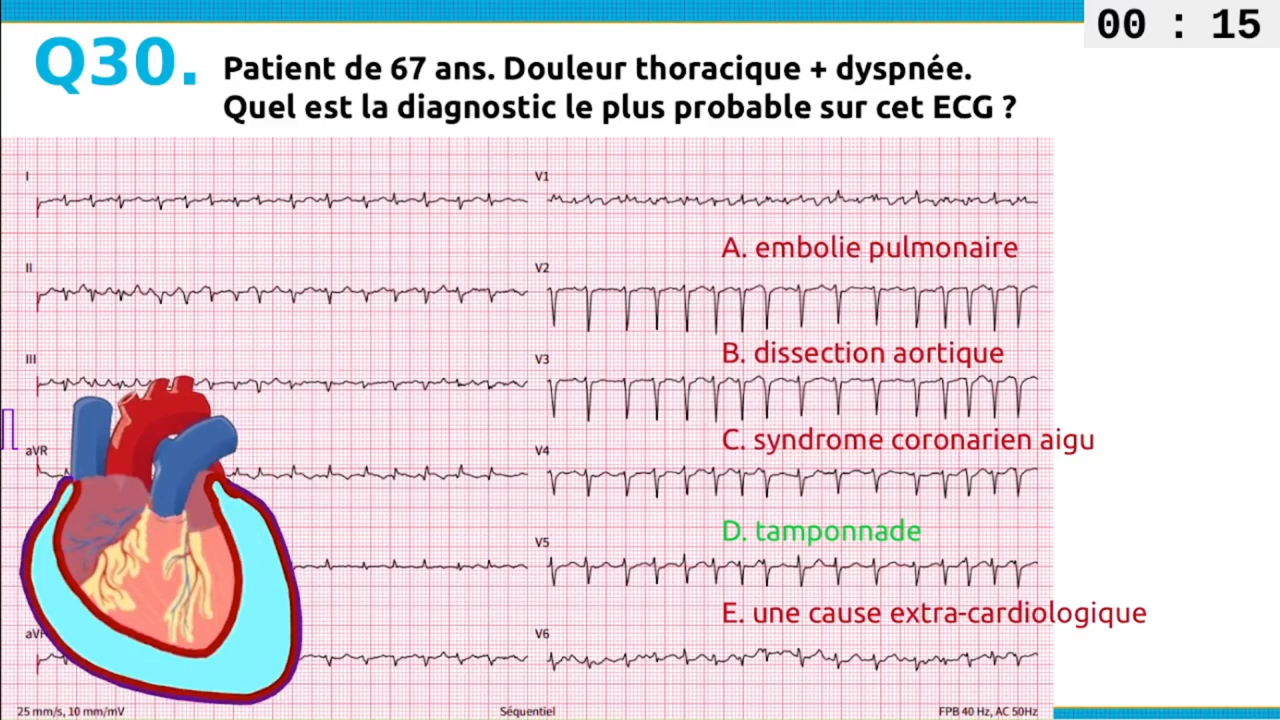 00 : 15
Q30.
Patient de 67 ans. Douleur thoracique + dyspnée.
Quel est la diagnostic le plus probable sur cet ECG ?
I
V1
A. embolie pulmonaire
II
V2
B. dissection aortique
III
V3
C. syndrome coronarien aigu
aVR
V4
D. tamponnade
V5
E. une cause extra-cardiologique
V6
25 mm/s, 10 mm/mV
Séquentiel
FPB 40 Hz, AC 50Hz